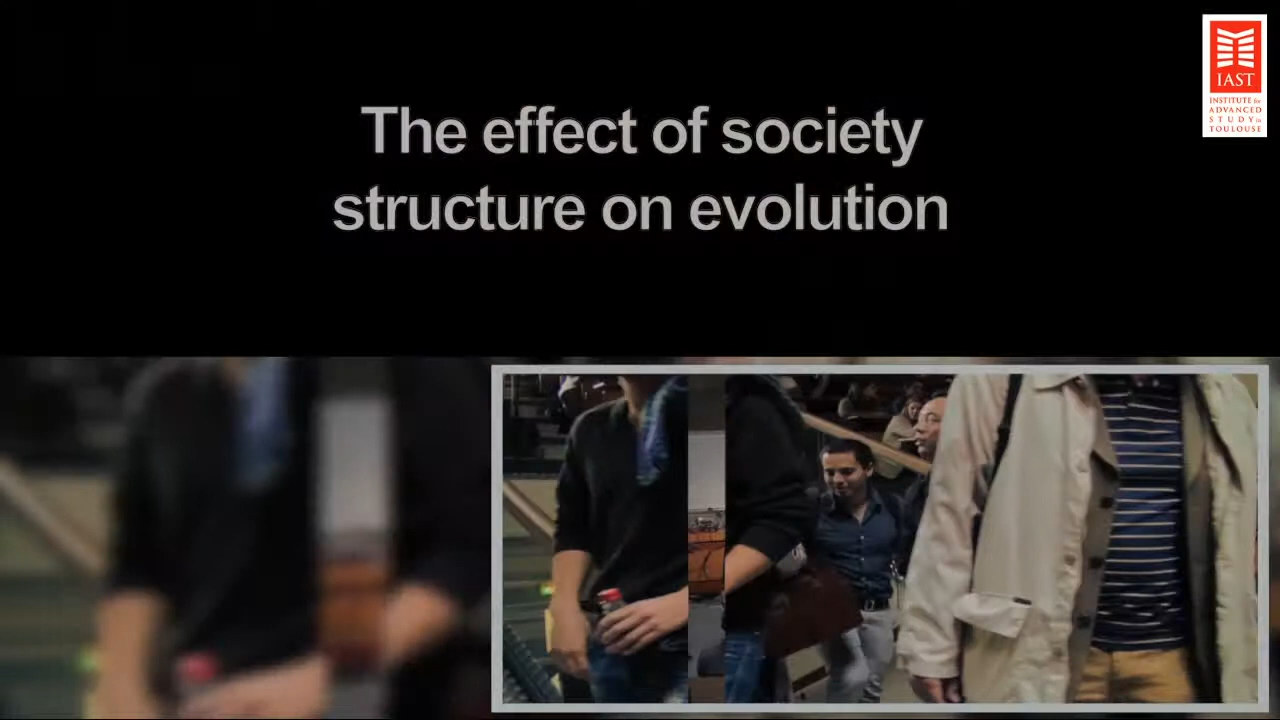 The effect of society
structure on evolution
IAST
INSTITUTE for
ADVANCED
STUDY in
TOULOUSE